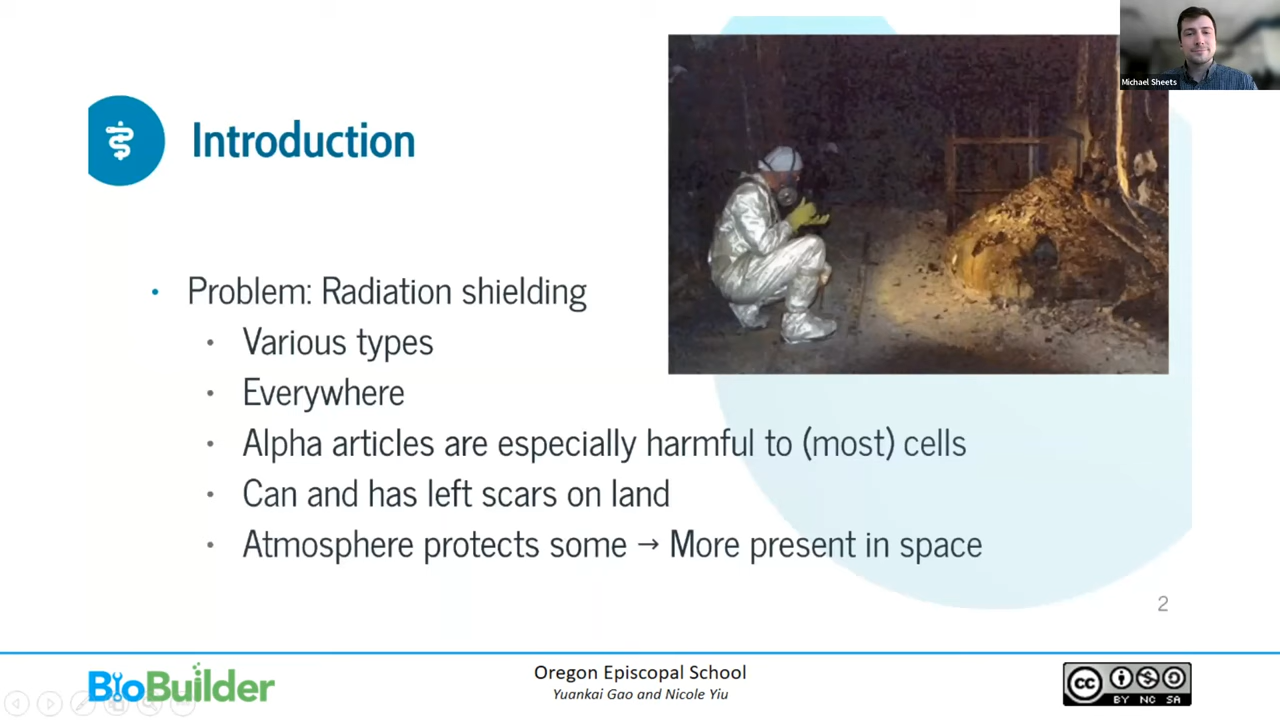 Michael Sheets
Introduction
• Problem: Radiation shielding
• Various types
• Everywhere
• Alpha articles are especially harmful to (most) cells
• Can and has left scars on land
• Atmosphere protects some → More present in space
2
BioBuilder
Oregon Episcopal School
Yuankai Gao and Nicole Yiu
cc
BY NC SA